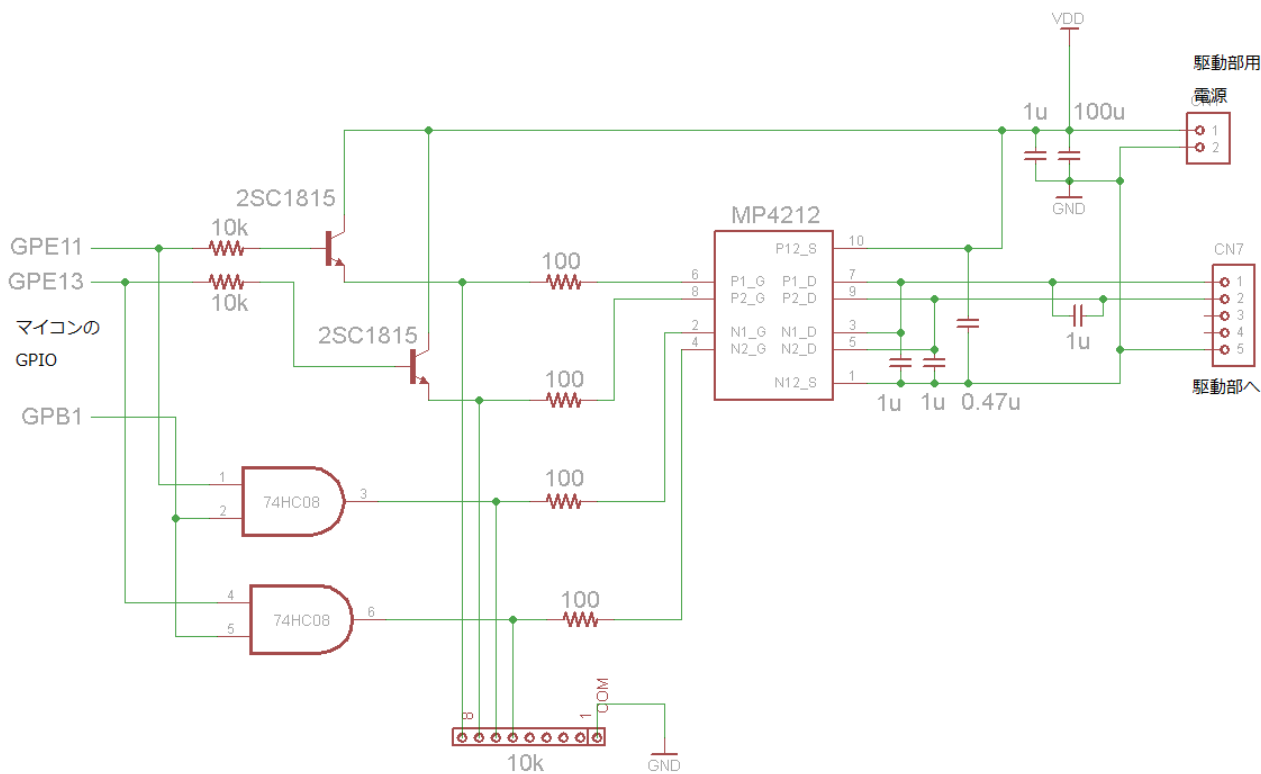 VDD
駆動部用
電源
1u
100u
1
2
2SC1815
10k
GPE11
GPE13
10k
マイコンの
GPIO
GND
MP4212
P12_S
10
CN7
100
6
P1_G
P1_D
7
1
8
P2_G
P2_D
9
2
3
2SC1815
2
N1_G
N1_D
3
4
1u
4
N2_G
N2_D
5
5
100
N12_S
1
駆動部へ
1u
1u
0.47u
GPB1
100
1
74HC08
3
2
100
4
74HC08
6
5
8
1
COM
10k
GND